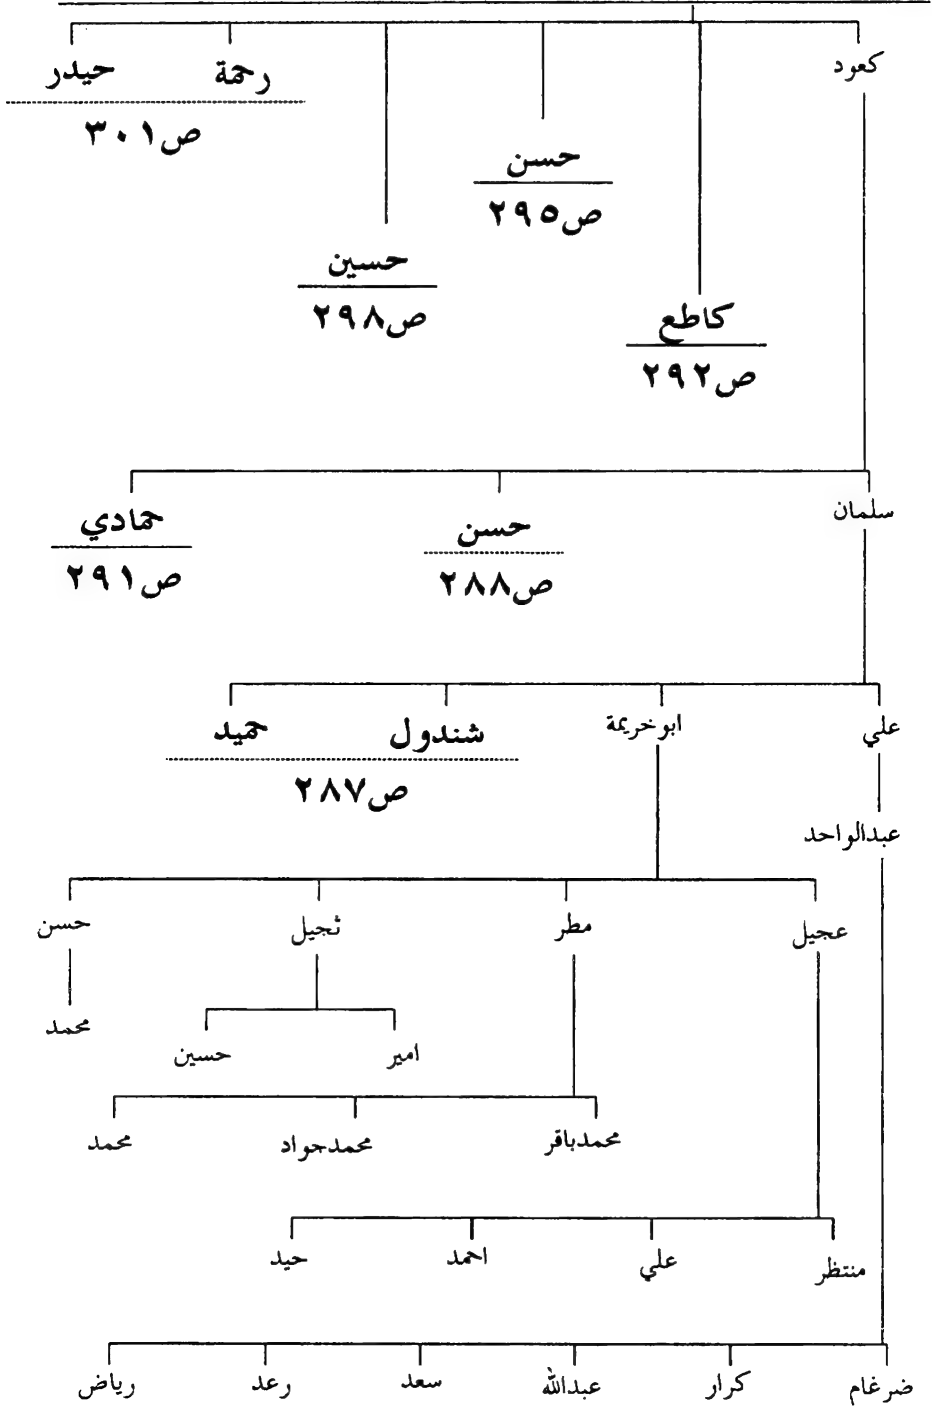 كعود
رحمة
حيدر
ص٣٠١
حسن
ص٢٩٥
حسين
ص٢٩٨
كاطع
ص٢٩٢
سلمان
حسن
ص٢٨٨
حمادي
ص٢٩١
علي
ابوخريمة
شندول
حميد
ص٢٨٧
عبدالواحد
عجيل
مطر
ثجيل
حسن
محمد
امير
حسين
محمدباقر
محمدجواد
محمد
منتظر
علي
احمد
حيد
ضرغام
كرار
عبدالله
سعد
رعد
رياض